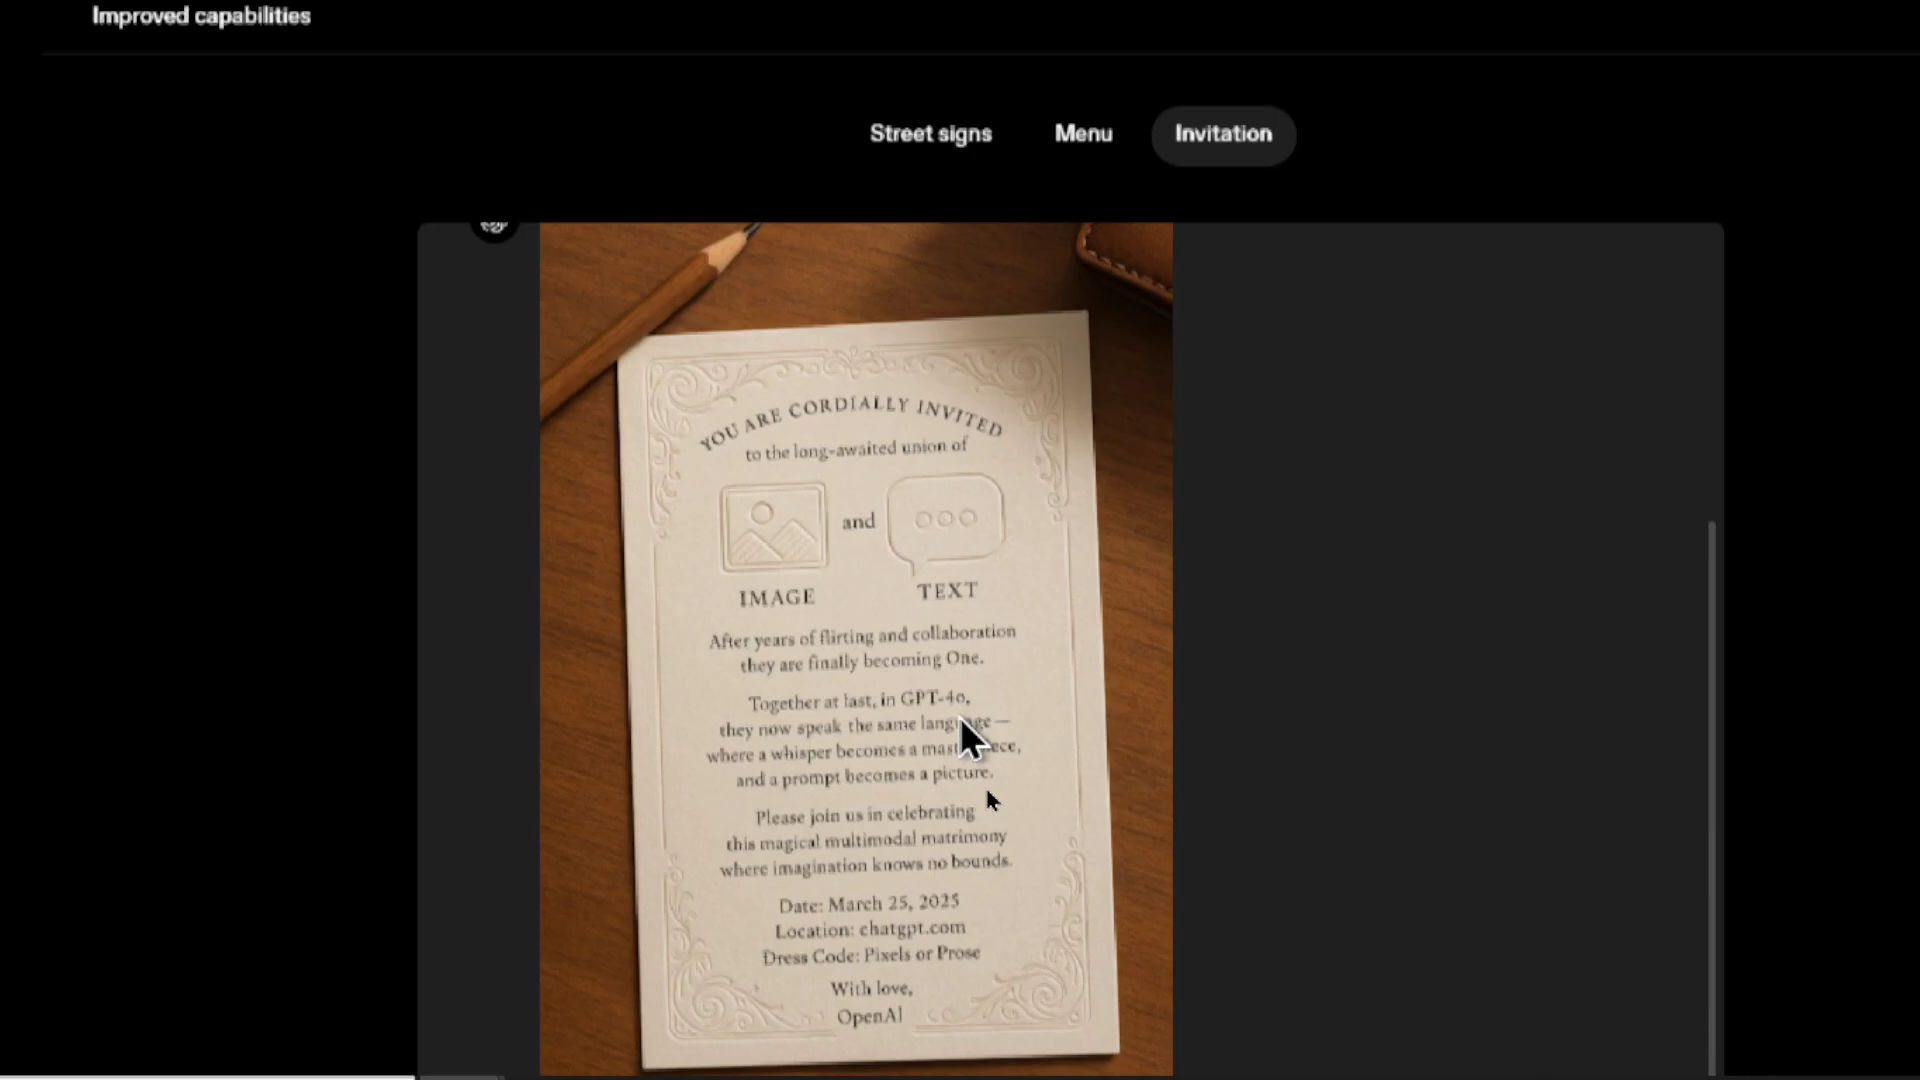 Improved capabilities
Street signs Menu Invitation
YOU ARE CORDIALLY INVITED
to the long-awaited union of
and
IMAGE TEXT
After years of flirting and collaboration
they are finally becoming One.
Together at last, in GPT-4o,
they now speak the same language —
where a whisper becomes a
and a prompt becomes a picture.
Please join us in celebrating
this magical multimodal matrimony
where imagination knows no bounds.
Date: March 25, 2025
Location: chatgpt.com
Dress Code: Pixels or Prose
With love,
OpenAI